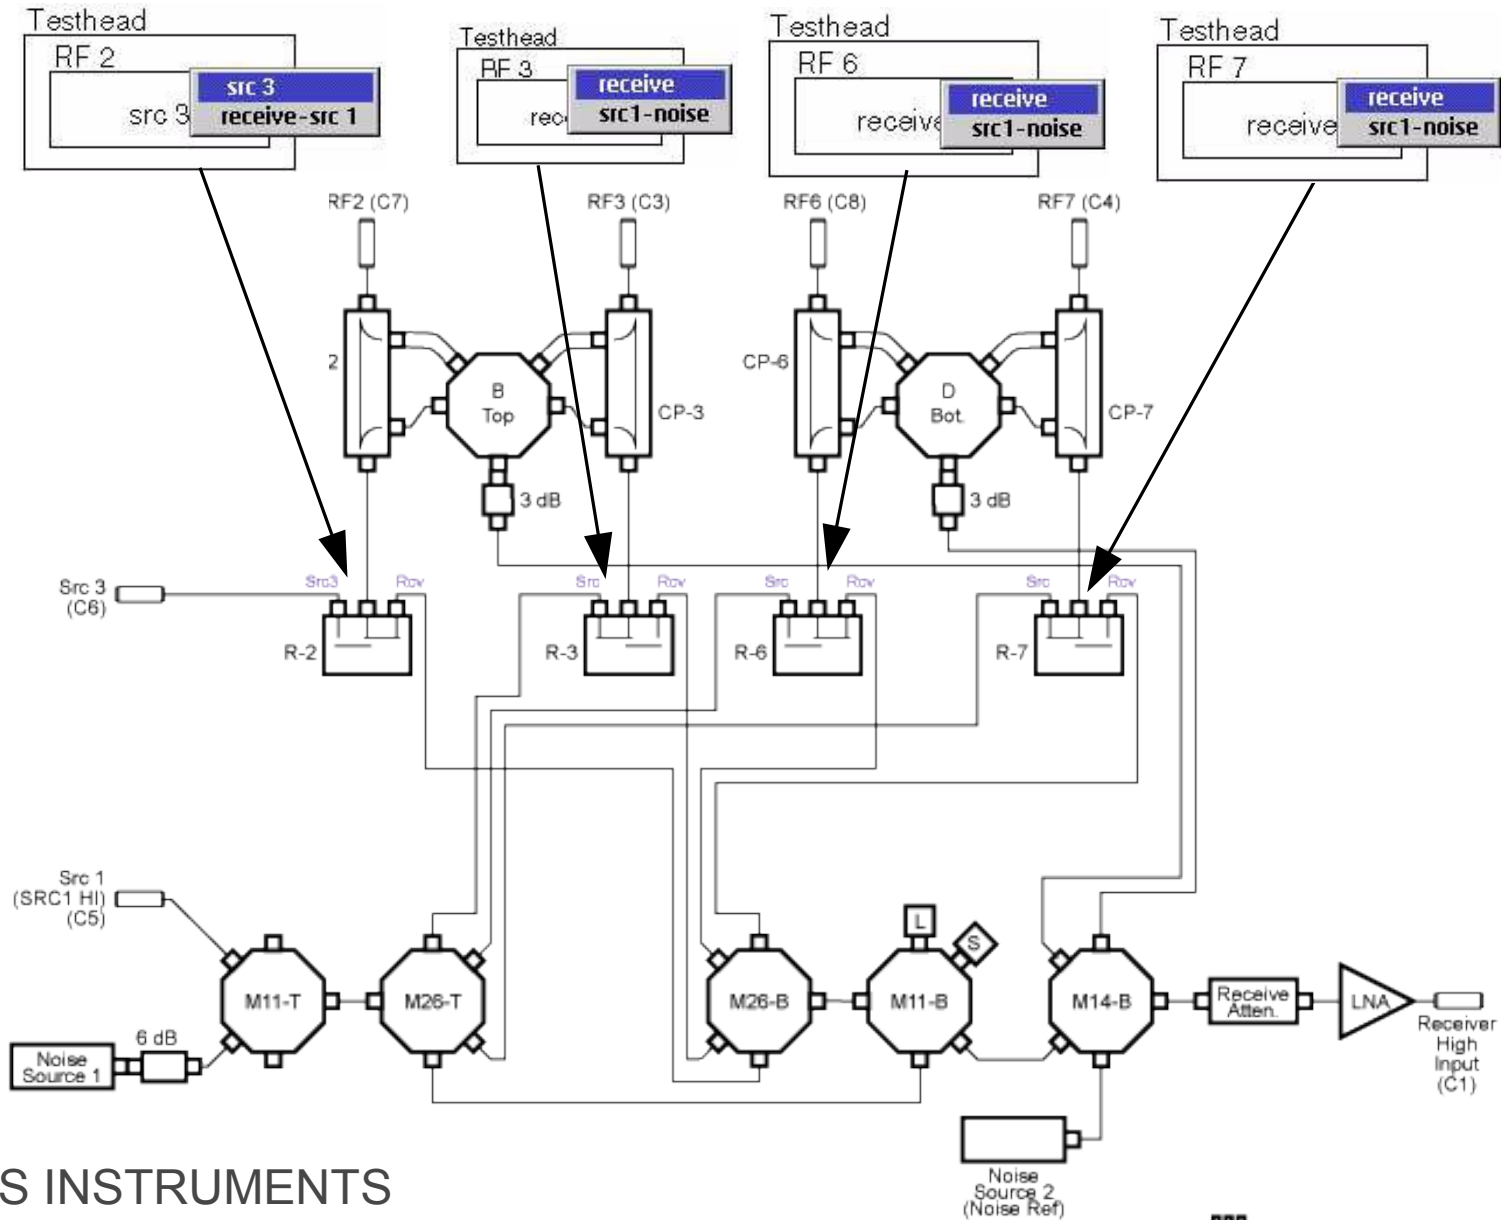 Testhead
RF 2
src 3
src 3
receive-src 1
Testhead
RF 3
rec
receive
src1-noise
Testhead
RF 6
receive
receive
src1-noise
Testhead
RF 7
receive
receive
src1-noise
RF2 (C7)
RF3 (C3)
RF6 (C8)
RF7 (C4)
2
B
Top
CP-3
CP-6
D
Bot.
CP-7
3 dB
3 dB
Src 3
(C6)
Src3
Rcv
Src
Rcv
Src
Rcv
Src
Rcv
R-2
R-3
R-6
R-7
Src 1
(SRC1 HI)
(C5)
L
S
M11-T
M26-T
M26-B
M11-B
M14-B
Receive
Atten.
LNA
Receiver
High
Input
(C1)
6 dB
Noise
Source 1
Noise
Source 2
(Noise Ref)
S INSTRUMENTS